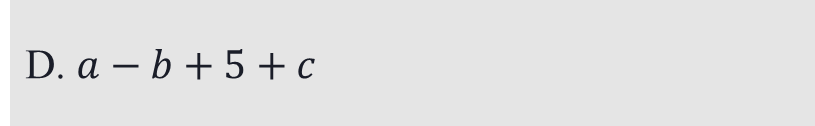 D. a − b + 5 + c